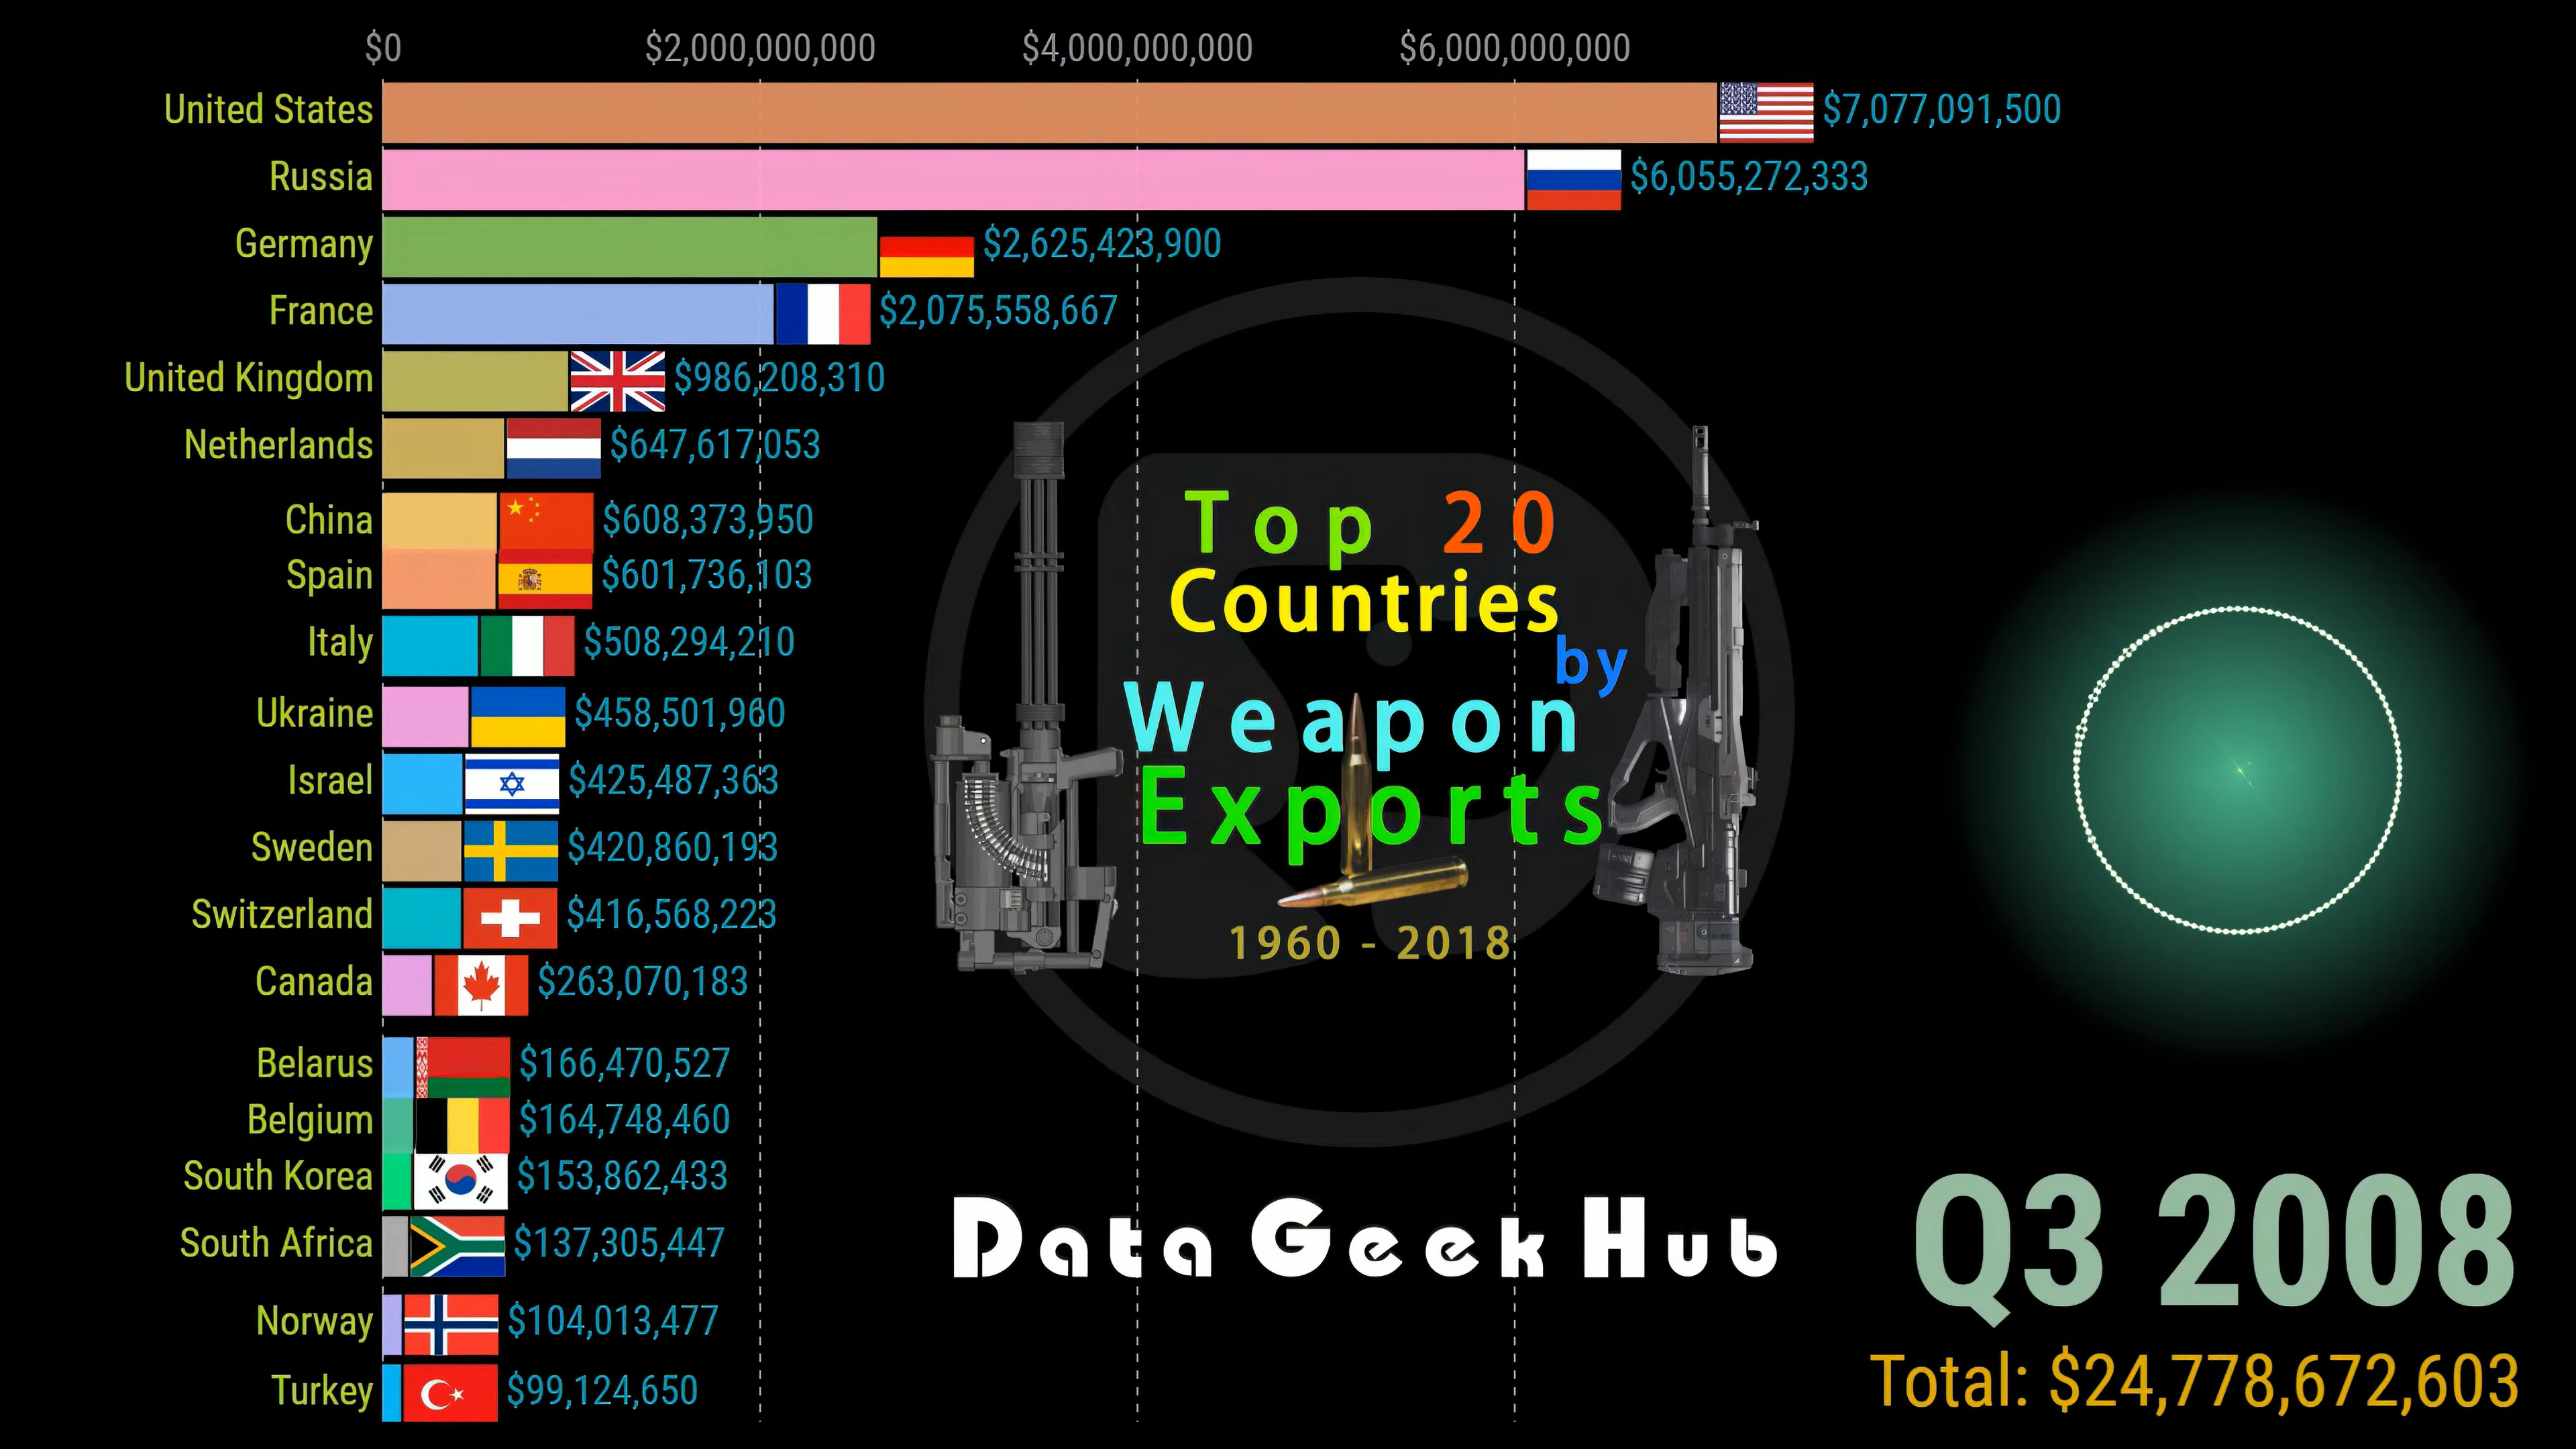 $0 $2,000,000,000 $4,000,000,000 $6,000,000,000
United States $7,077,091,500
Russia $6,055,272,333
Germany $2,625,423,900
France $2,075,558,667
United Kingdom $986,208,310
Netherlands $647,617,053
China $608,373,950
Spain $601,736,103
Italy $508,294,210
Ukraine $458,501,960
Israel $425,487,363
Sweden $420,860,193
Switzerland $416,568,223
Canada $263,070,183
Belarus $166,470,527
Belgium $164,748,460
South Korea $153,862,433
South Africa $137,305,447
Norway $104,013,477
Turkey $99,124,650
Top 20
Countries
by
Weapon
Exports
1960 - 2018
Data Geek Hub
Q3 2008
Total: $24,778,672,603